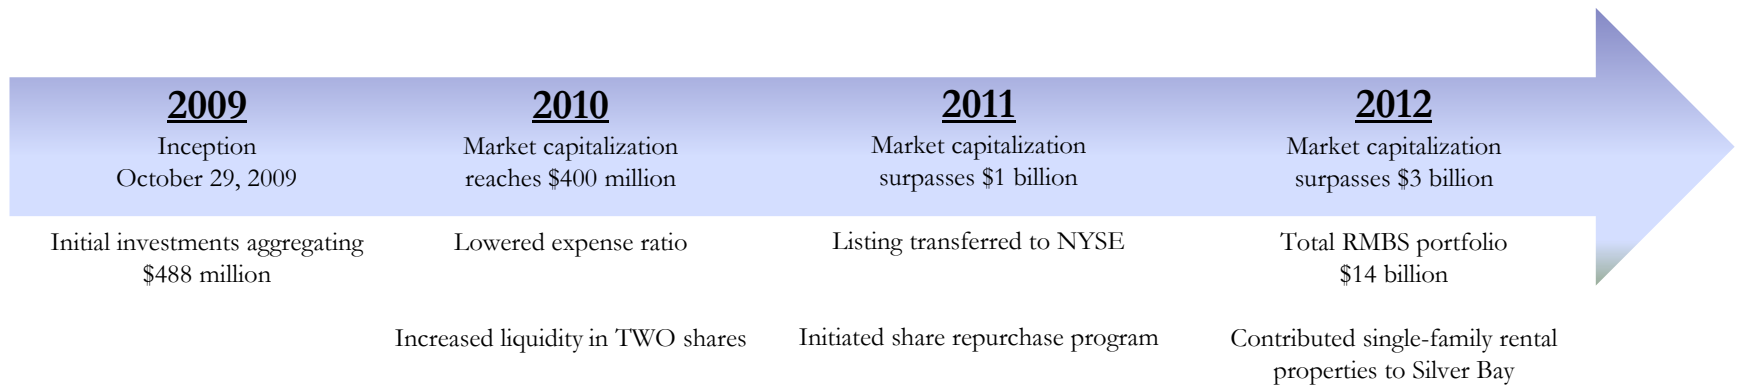 2009
Inception
October 29, 2009
Initial investments aggregating
$488 million
2010
Market capitalization
reaches $400 million
Lowered expense ratio
Increased liquidity in TWO shares
2011
Market capitalization
surpasses $1 billion
Listing transferred to NYSE
Initiated share repurchase program
2012
Market capitalization
surpasses $3 billion
Total RMBS portfolio
$14 billion
Contributed single-family rental
properties to Silver Bay